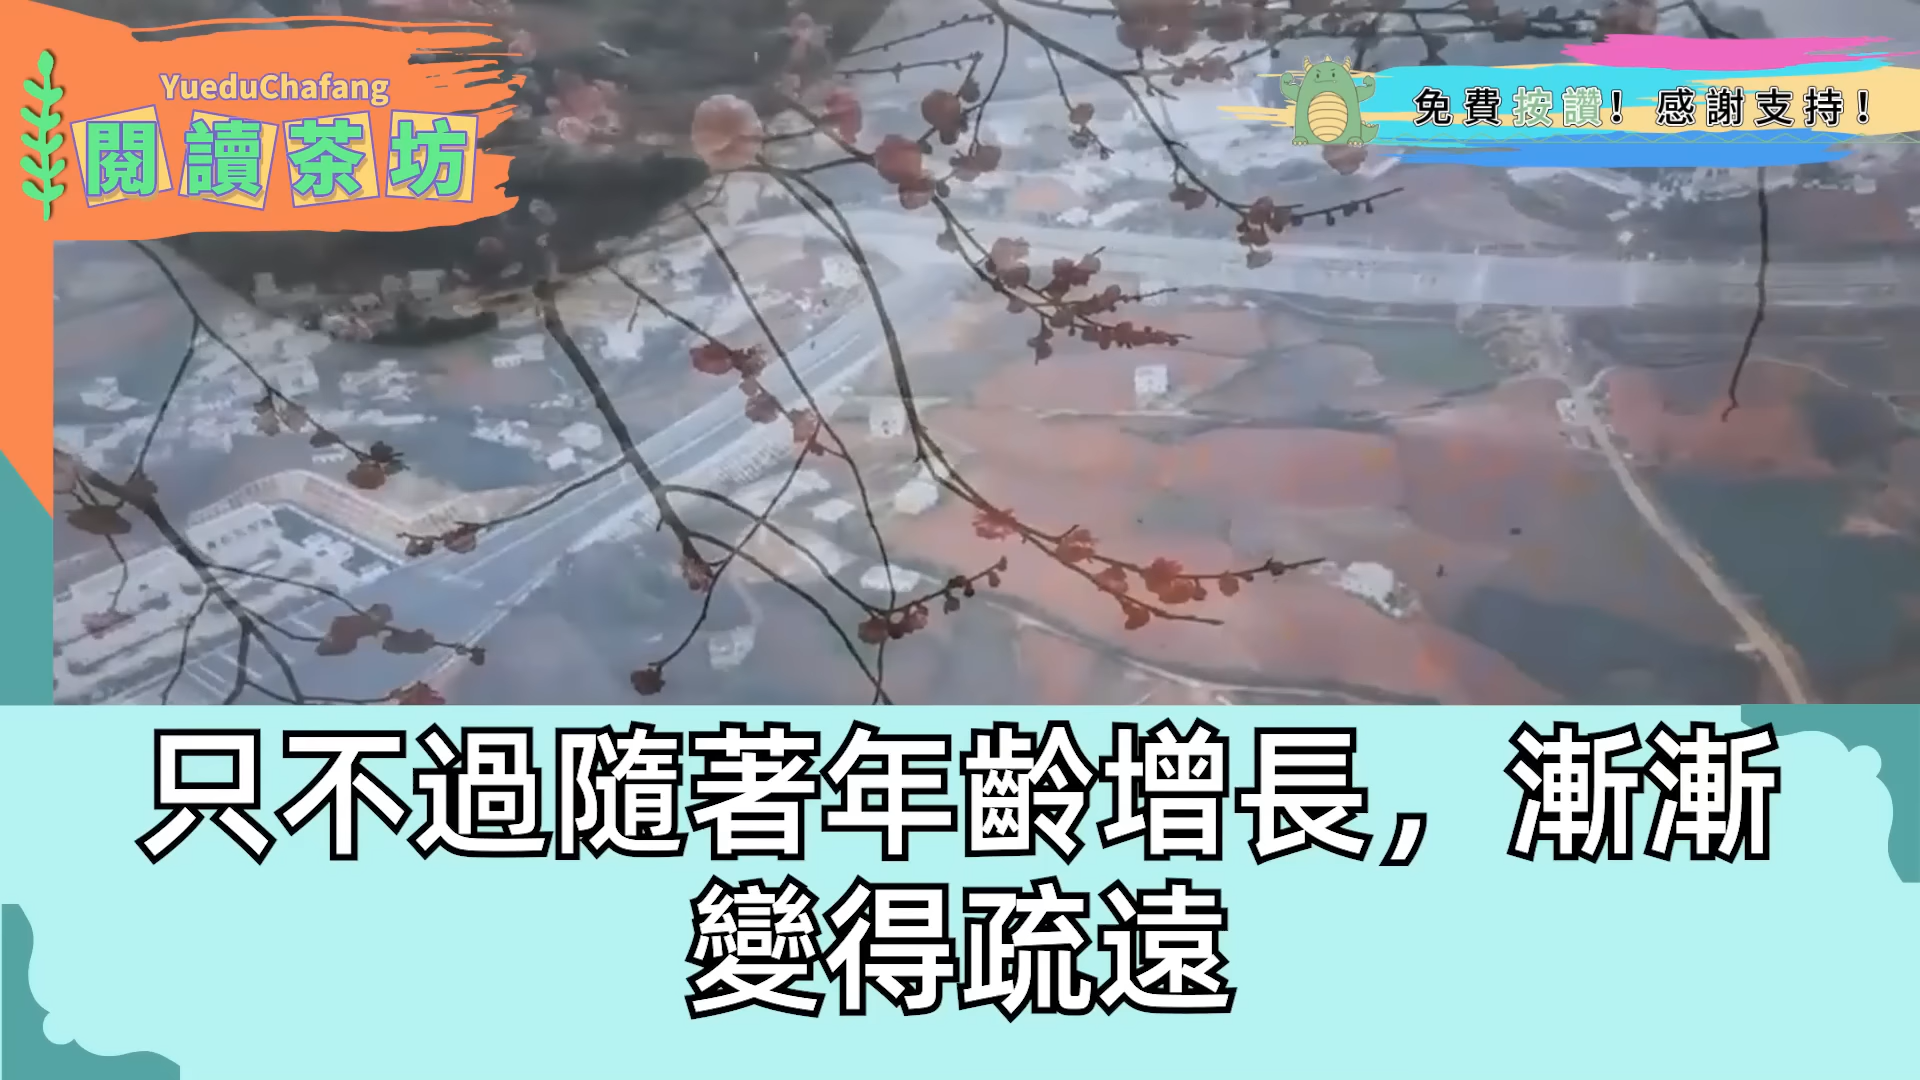 YueduChafang
閱讀茶坊
免費按讚！感謝支持！
只不過隨著年齡增長，漸漸
變得疏遠